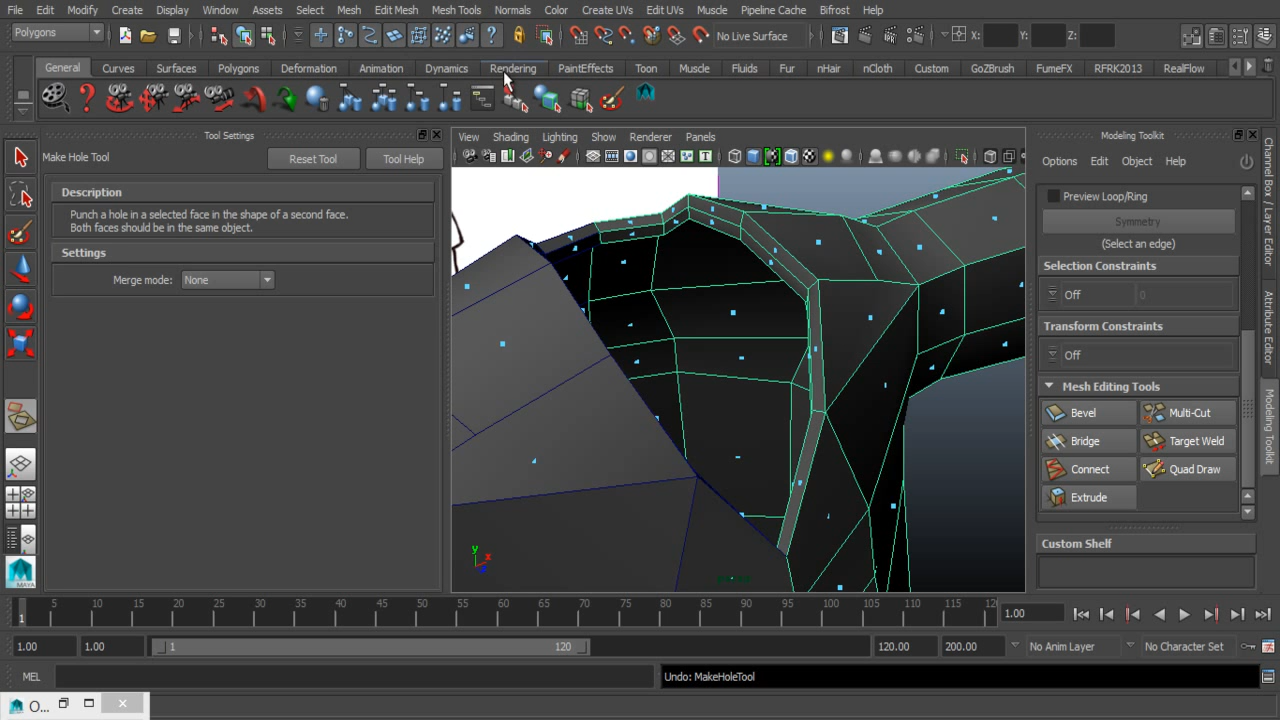 File Edit Modify Create Display Window Assets Select Mesh Edit Mesh Mesh Tools Normals Color Create UVs Edit UVs Muscle Pipeline Cache Bifrost Help
Polygons No Live Surface X: Y: Z:
General Curves Surfaces Polygons Deformation Animation Dynamics Rendering PaintEffects Toon Muscle Fluids Fur nHair nCloth Custom GoZBrush FumeFX RFRK2013 RealFlow
Tool Settings
Make Hole Tool Reset Tool Tool Help
Description
Punch a hole in a selected face in the shape of a second face.
Both faces should be in the same object.
Settings
Merge mode: None
View Shading Lighting Show Renderer Panels
y
x
Modeling Toolkit
Options Edit Object Help
Preview Loop/Ring
Symmetry
(Select an edge)
Selection Constraints
Off 0
Transform Constraints
Off
Mesh Editing Tools
Bevel Multi-Cut
Bridge Target Weld
Connect Quad Draw
Extrude
Custom Shelf
Channel Box / Layer Editor
Attribute Editor
Modeling Toolkit
MAYA
1 5 10 15 20 25 30 35 40 45 50 55 60 65 70 75 80 85 90 95 100 105 110 115 12 1.00
1.00 1.00 1 120 120.00 200.00 No Anim Layer No Character Set
MEL Undo: MakeHoleTool
O...